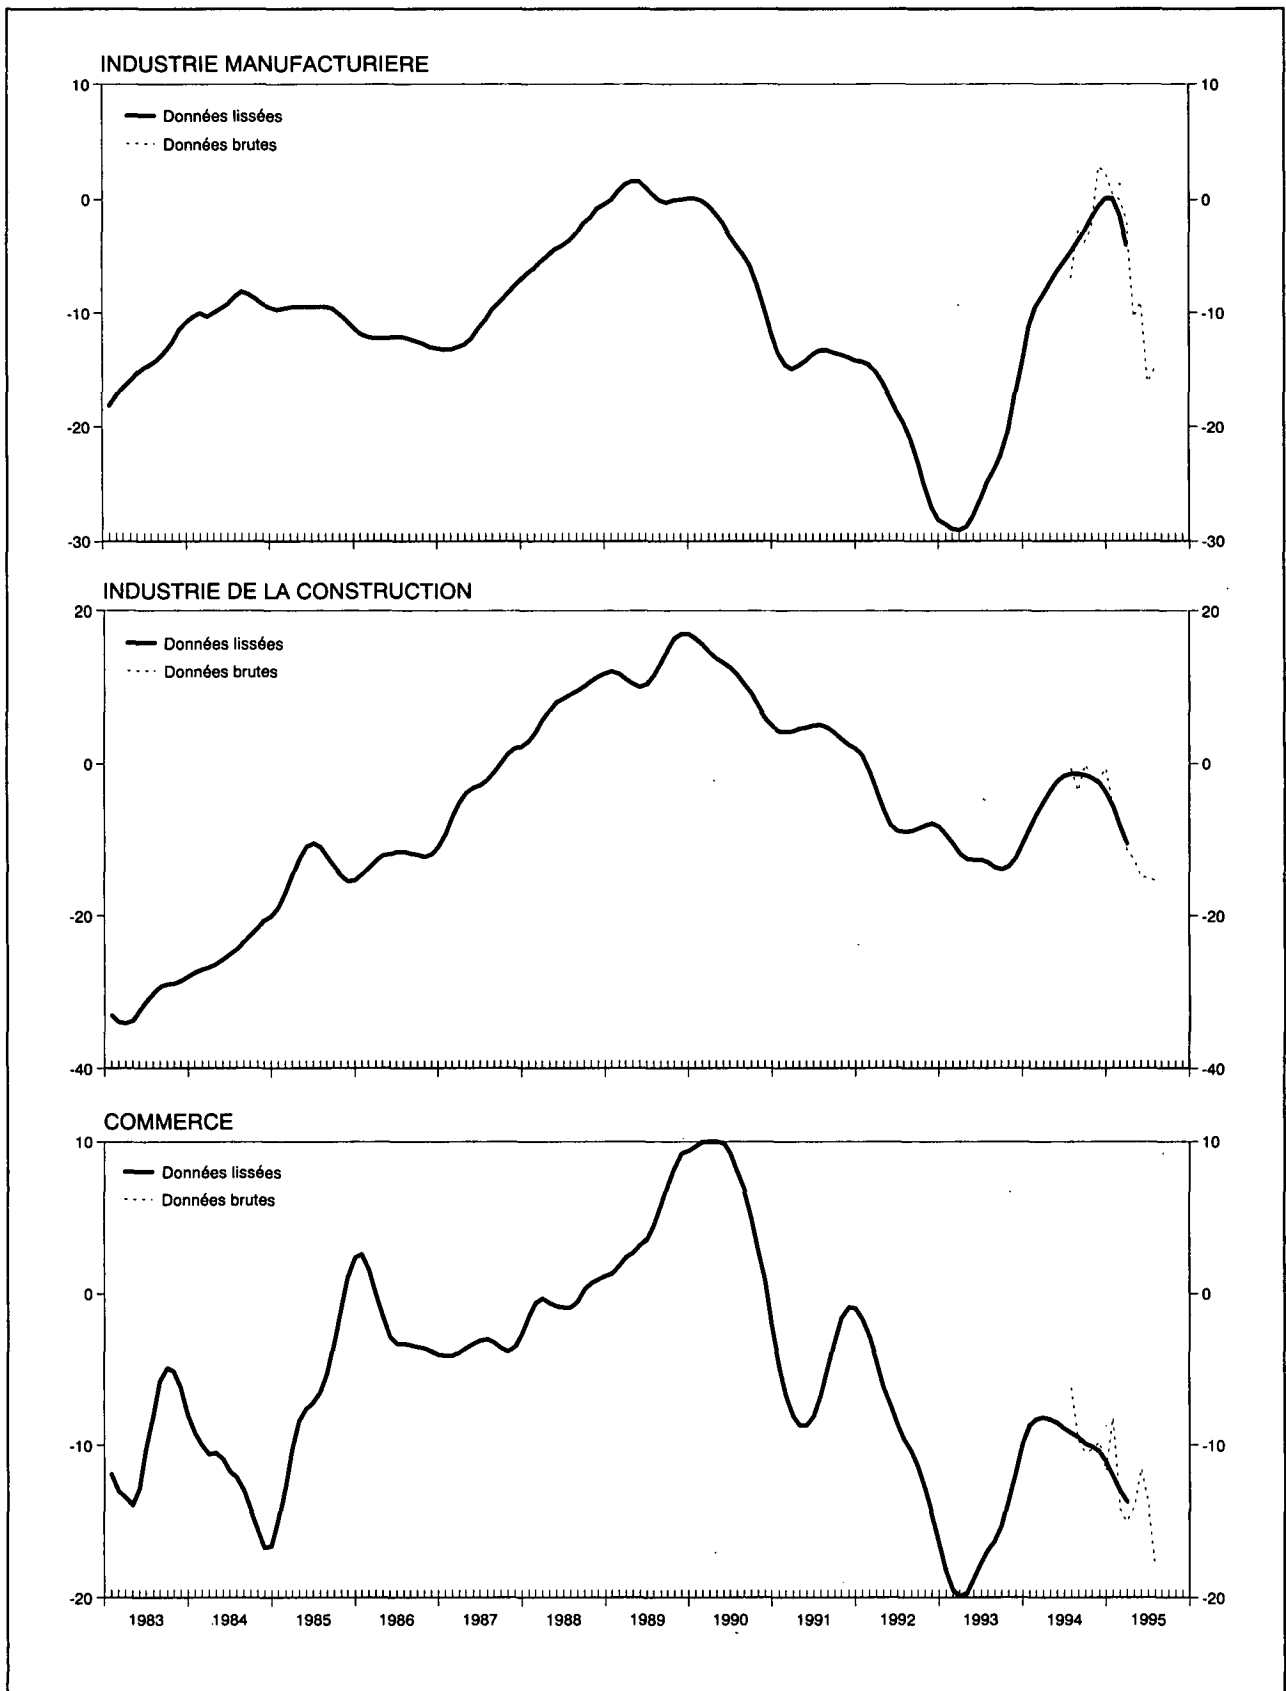 INDUSTRIE MANUFACTURIERE
10 10
Données lissées
Données brutes
0 0
-10 -10
-20 -20
-30 -30
INDUSTRIE DE LA CONSTRUCTION
20 20
Données lissées
Données brutes
0 0
-20 -20
-40 -40
COMMERCE
10 10
Données lissées
Données brutes
0 0
-10 -10
-20 -20
1983 1984 1985 1986 1987 1988 1989 1990 1991 1992 1993 1994 1995